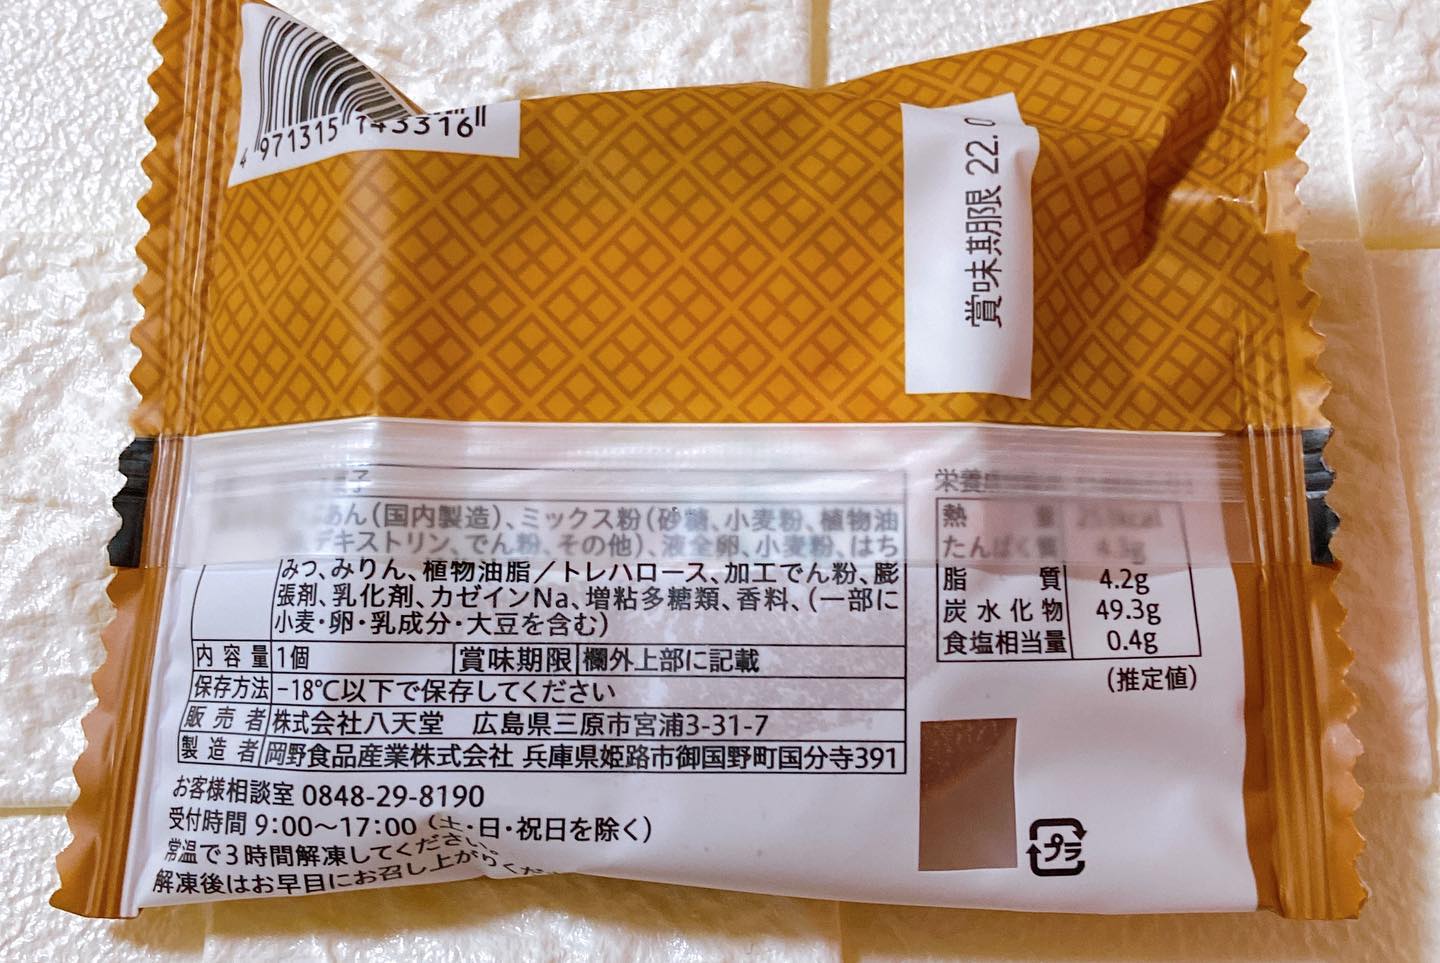 4 971315 743316
賞味期限 22.0
子
あん(国内製造)、ミックス粉(砂糖、小麦粉、植物油
デキストリン、でん粉、その他)、液全卵、小麦粉、はち
みつ、みりん、植物油脂/トレハロース、加工でん粉、膨
張剤、乳化剤、カゼインNa、増粘多糖類、香料、(一部に
小麦・卵・乳成分・大豆を含む)
内容量 1個 賞味期限 欄外上部に記載
保存方法 -18℃以下で保存してください
販売者 株式会社八天堂 広島県三原市宮浦3-31-7
製造者 岡野食品産業株式会社 兵庫県姫路市御国野町国分寺391
お客様相談室 0848-29-8190
受付時間 9:00〜17:00 (土・日・祝日を除く)
常温で3時間解凍してください。
解凍後はお早目にお召し上がりくだ
栄養
熱量
たんぱく質 4.3g
脂質 4.2g
炭水化物 49.3g
食塩相当量 0.4g
(推定値)
プラ